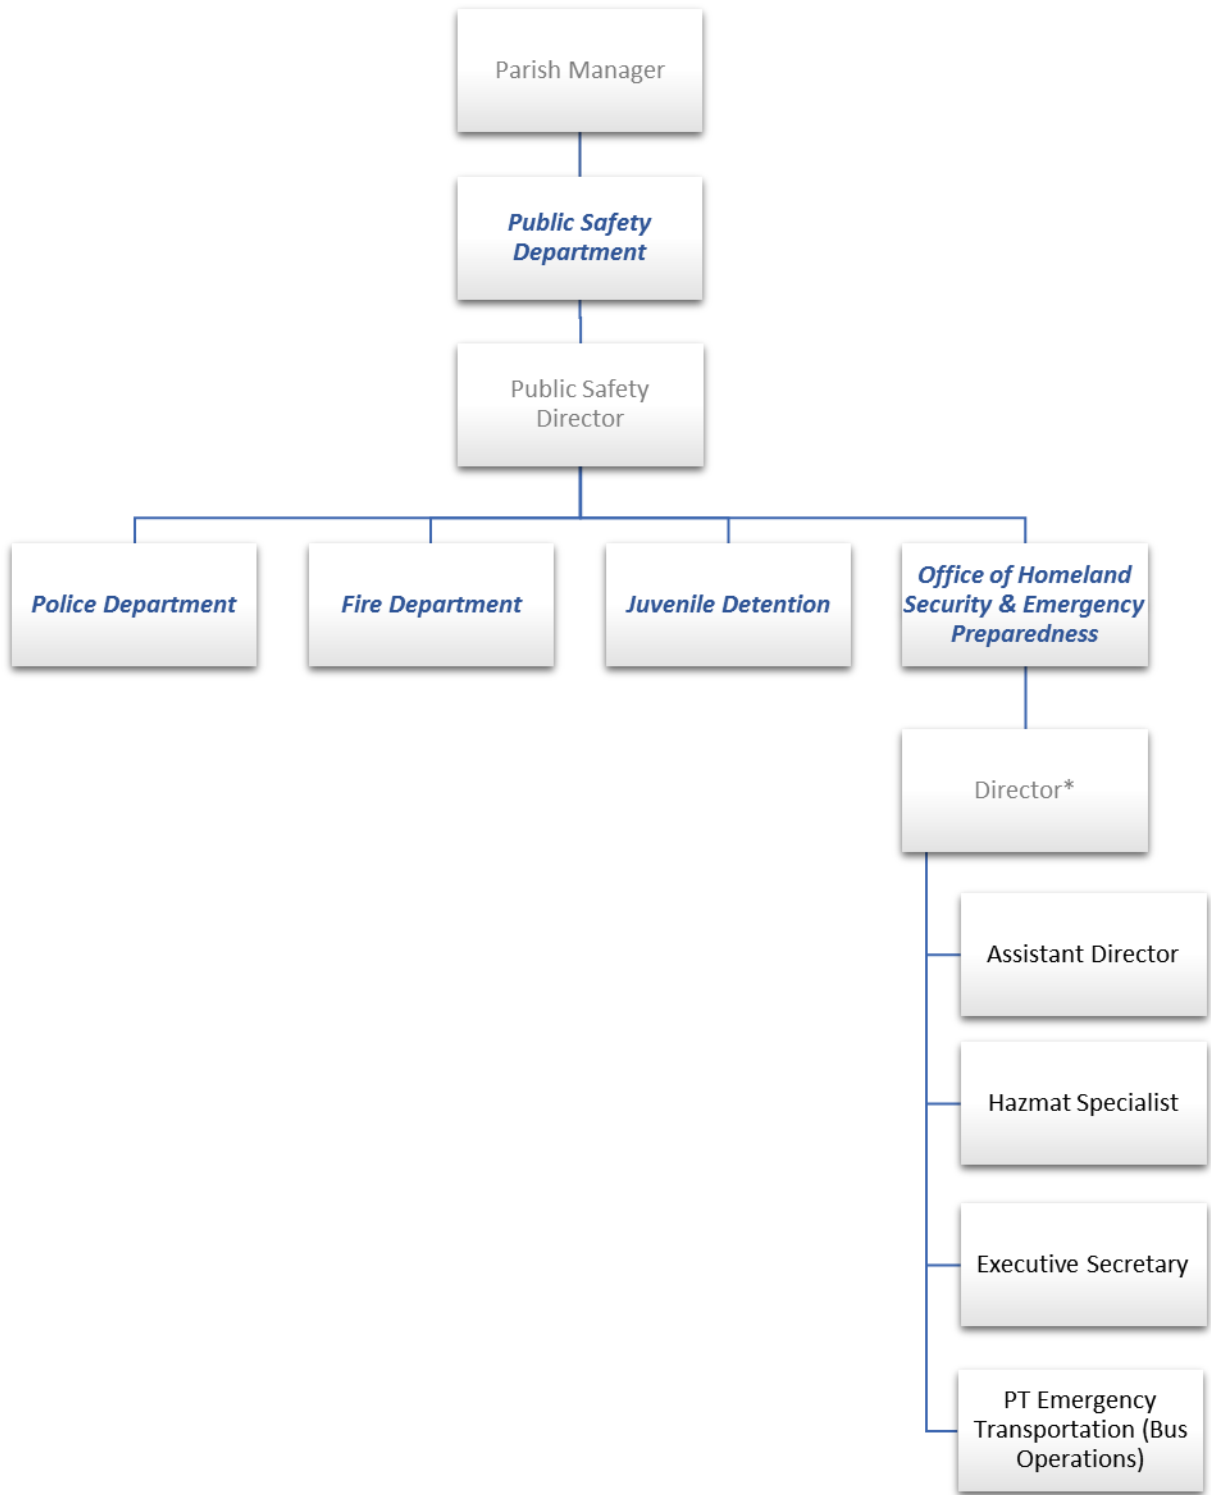 Parish Manager
Public Safety
Department
Public Safety
Director
Police Department
Fire Department
Juvenile Detention
Office of Homeland
Security & Emergency
Preparedness
Director*
Assistant Director
Hazmat Specialist
Executive Secretary
PT Emergency
Transportation (Bus
Operations)